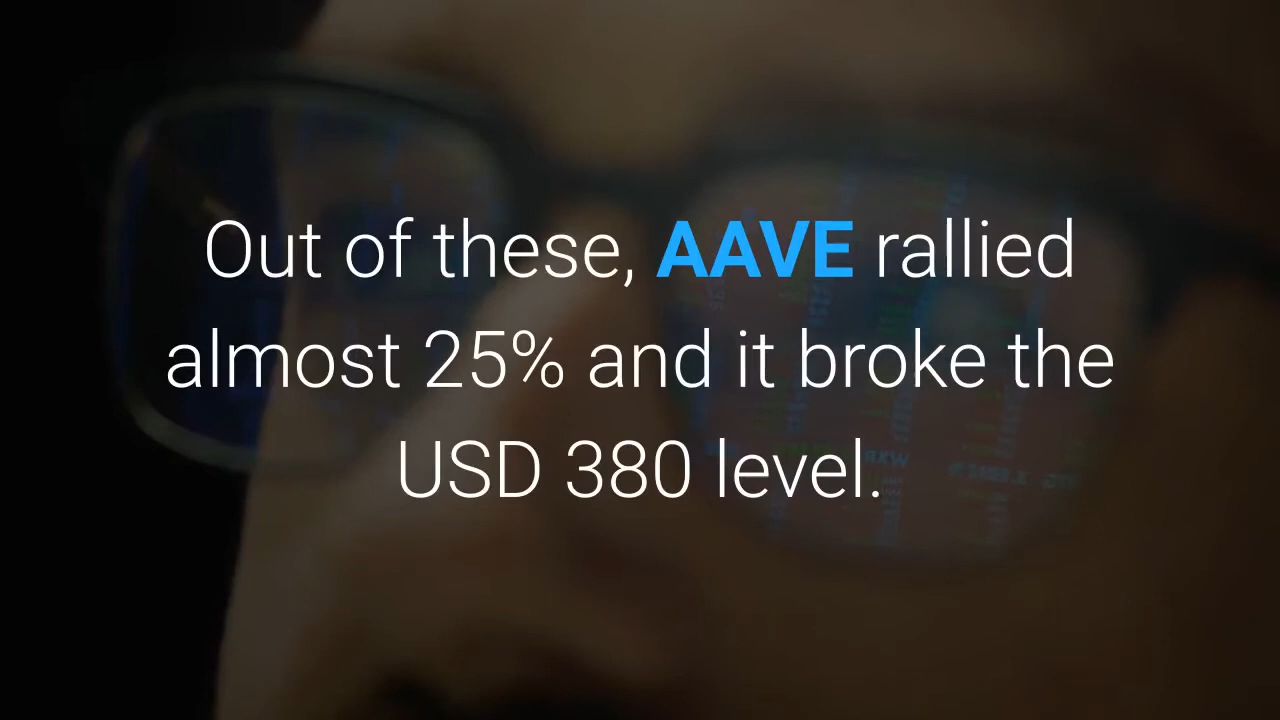 Out of these, AAVE rallied
almost 25% and it broke the
USD 380 level.